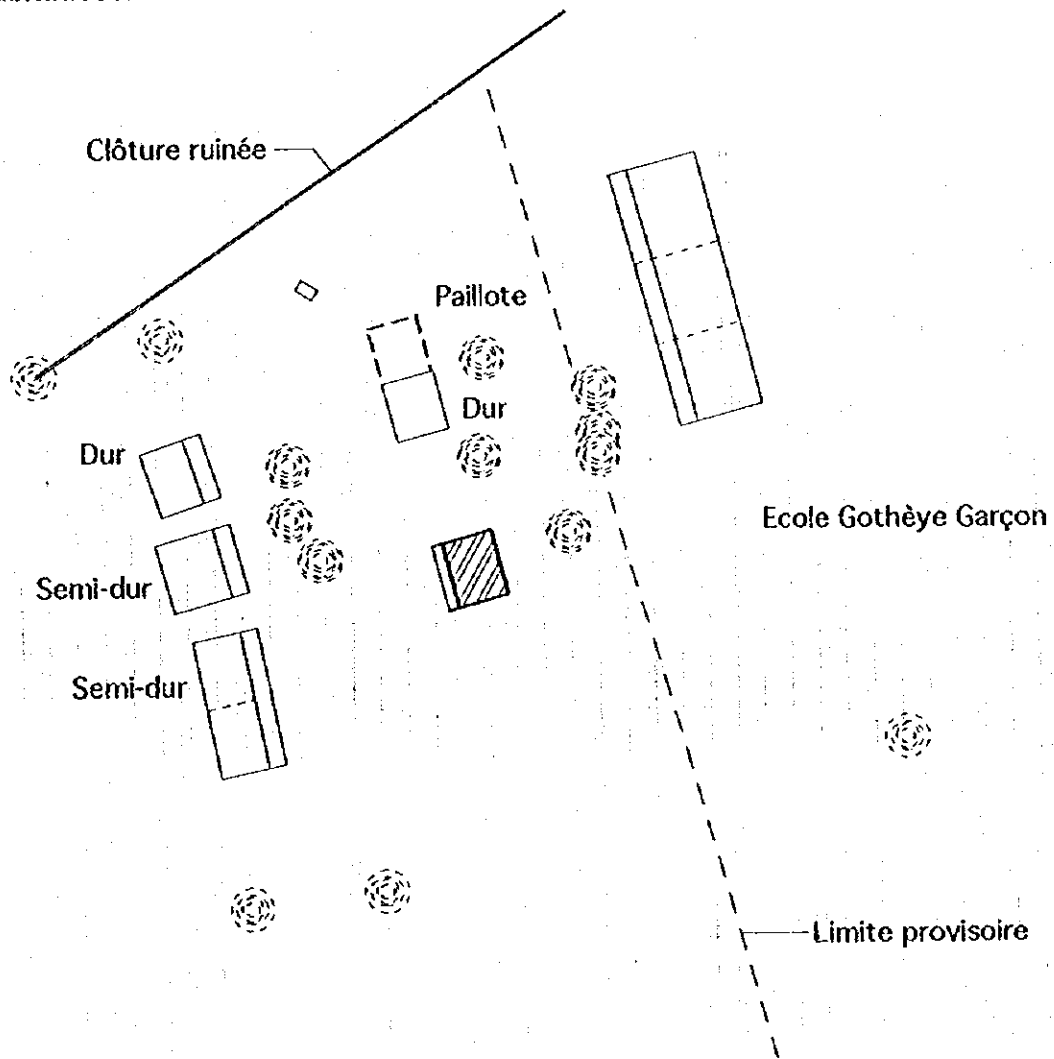 Clôture ruinée
Paillote
Dur
Dur
Ecole Gothèye Garçon
Semi-dur
Semi-dur
Limite provisoire